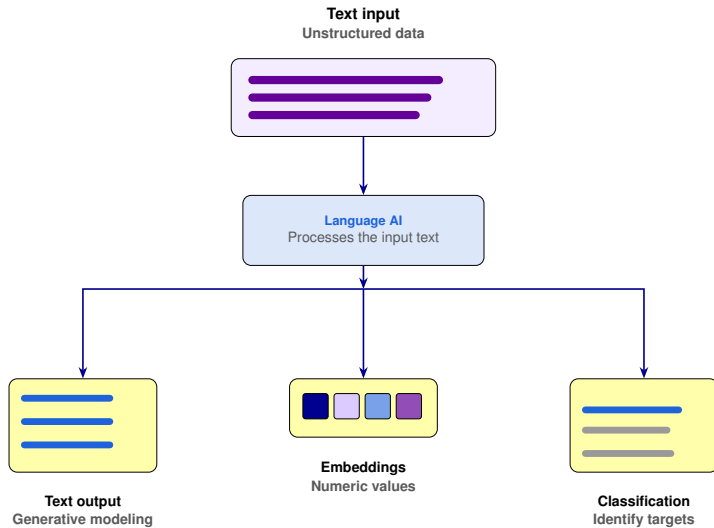 Text input
Unstructured data
Language AI
Processes the input text
Text output
Generative modeling
Embeddings
Numeric values
Classification
Identify targets